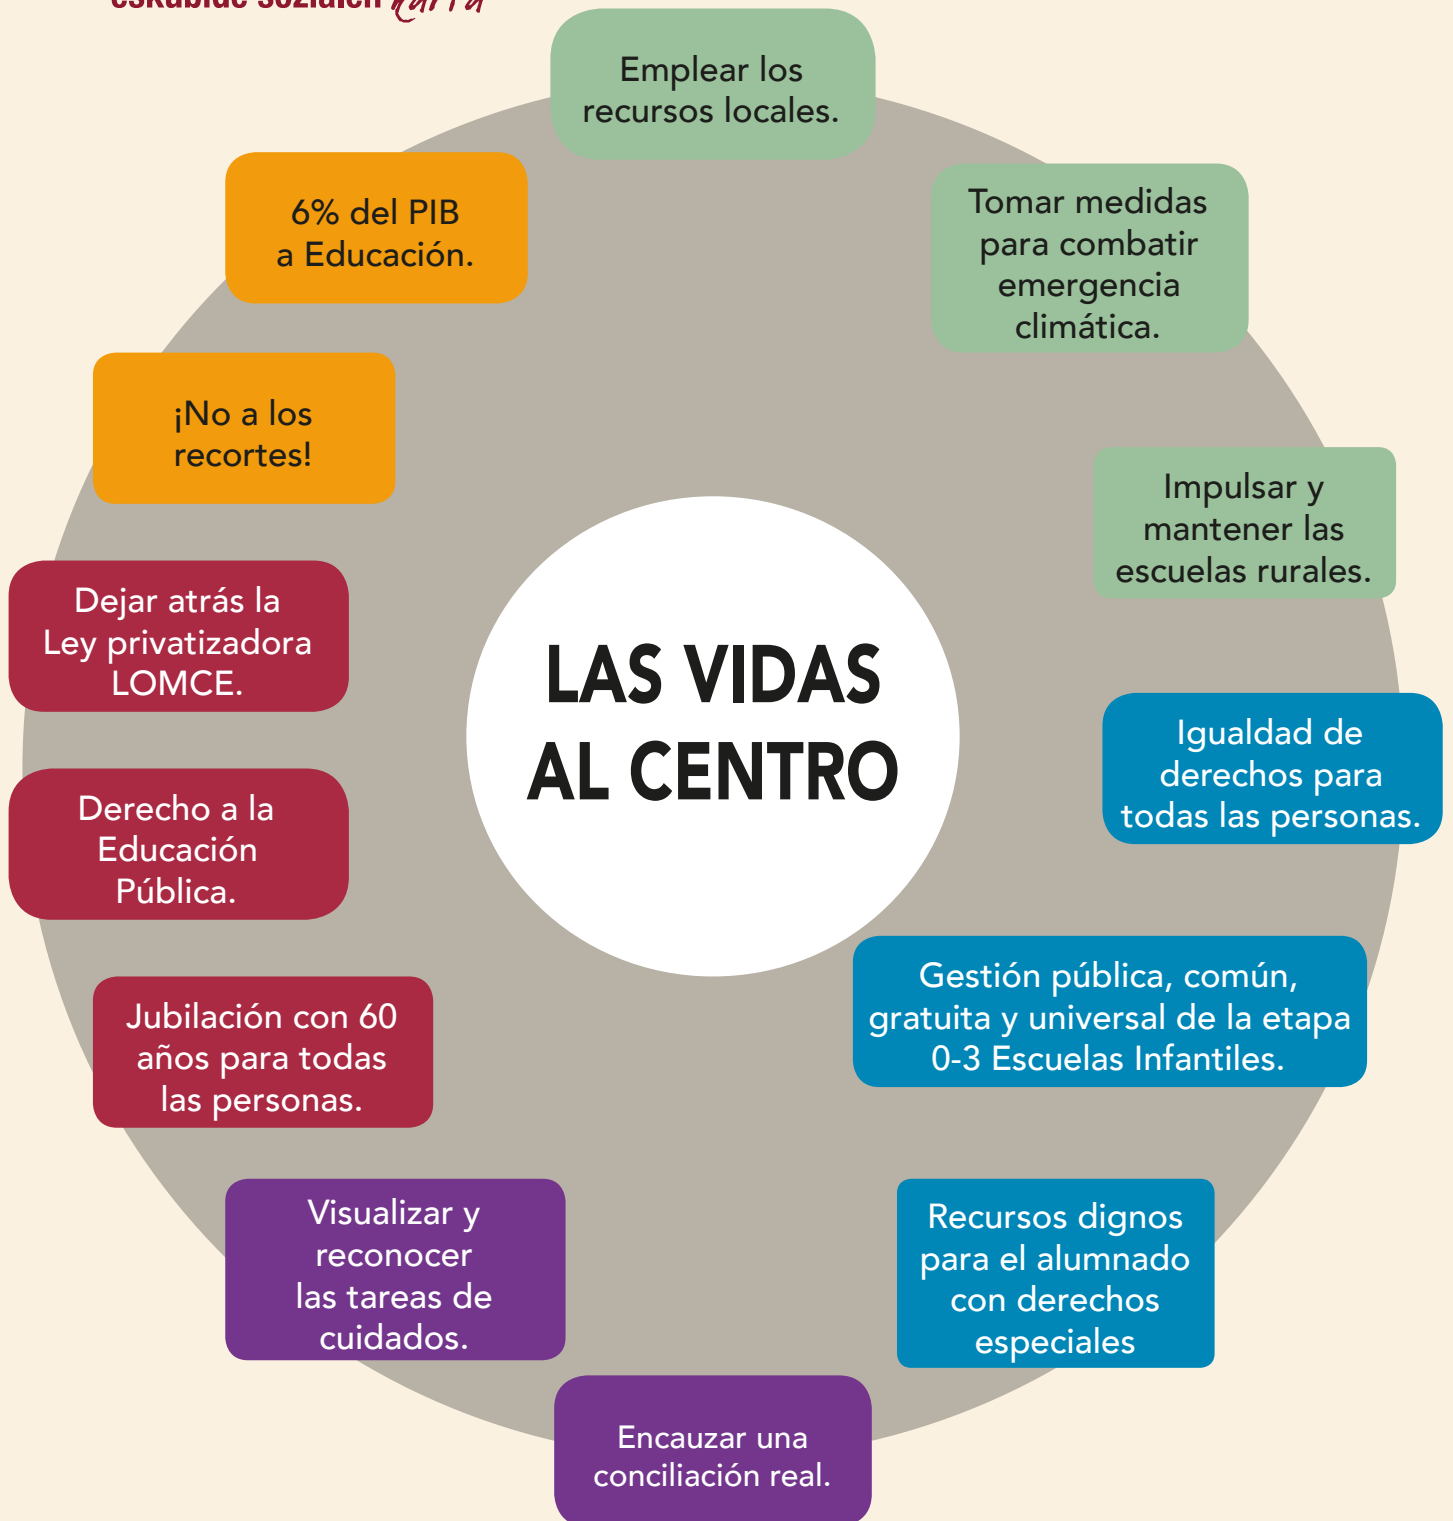 eskubide sozialen karta
Emplear los
recursos locales.
6% del PIB
a Educación.
Tomar medidas
para combatir
emergencia
climática.
¡No a los
recortes!
Impulsar y
mantener las
escuelas rurales.
Dejar atrás la
Ley privatizadora
LOMCE.
LAS VIDAS
AL CENTRO
Igualdad de
derechos para
todas las personas.
Derecho a la
Educación
Pública.
Gestión pública, común,
gratuita y universal de la etapa
0-3 Escuelas Infantiles.
Jubilación con 60
años para todas
las personas.
Visualizar y
reconocer
las tareas de
cuidados.
Recursos dignos
para el alumnado
con derechos
especiales
Encauzar una
conciliación real.